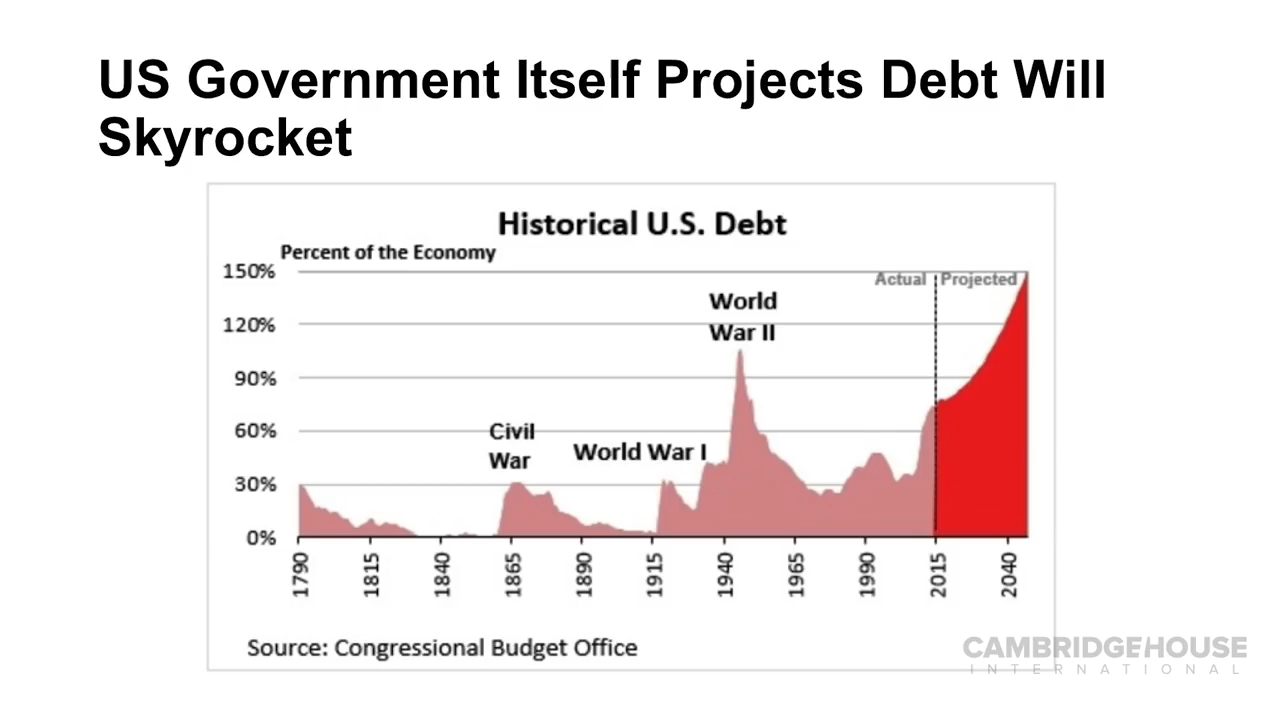 US Government Itself Projects Debt Will
Skyrocket
Historical U.S. Debt
Percent of the Economy
150%
Actual
Projected
World
War II
120%
90%
Civil
War
World War I
60%
30%
0%
1790
1815
1840
1865
1890
1915
1940
1965
1990
2015
2040
Source: Congressional Budget Office
CAMBRIDGEHOUSE
INTERNATIONAL